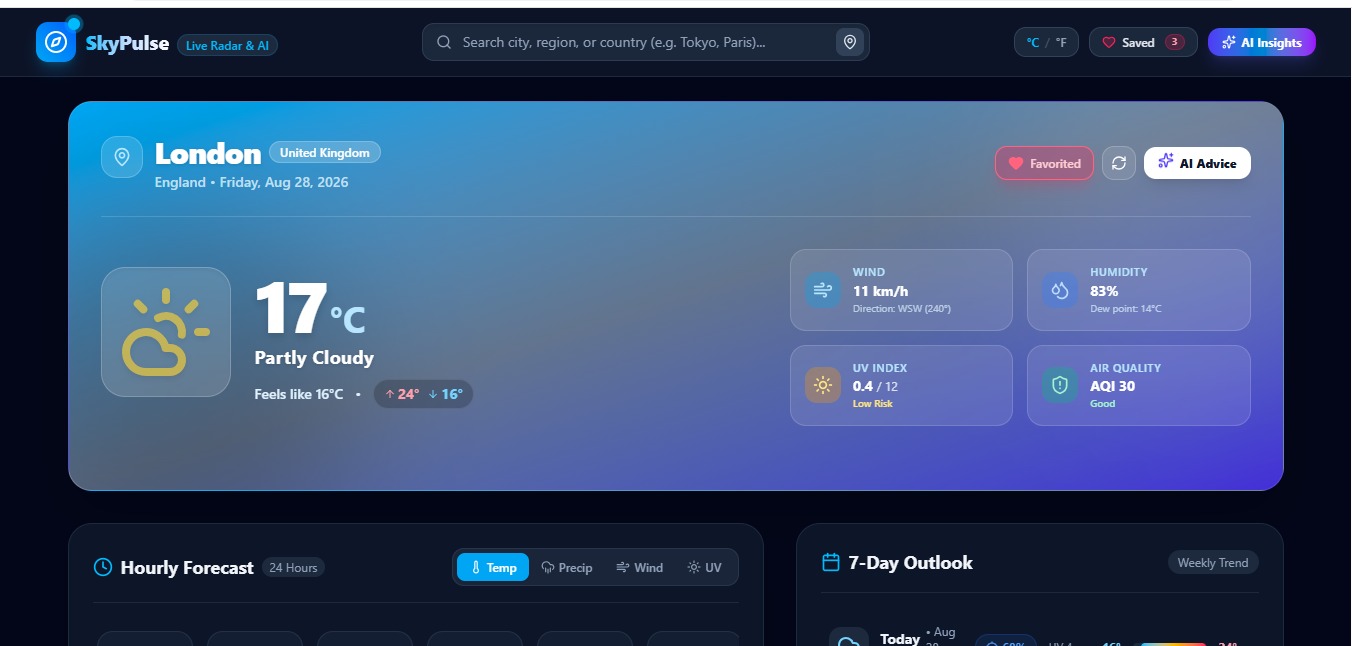 SkyPulse
Live Radar & AI
Search city, region, or country (e.g. Tokyo, Paris)...
°C / °F
Saved 3
AI Insights
London
United Kingdom
England • Friday, Aug 28, 2026
Favorited
AI Advice
17°C
Partly Cloudy
Feels like 16°C • ↑ 24° ↓ 16°
WIND
11 km/h
Direction: WSW (240°)
HUMIDITY
83%
Dew point: 14°C
UV INDEX
0.4 / 12
Low Risk
AIR QUALITY
AQI 30
Good
Hourly Forecast
24 Hours
Temp
Precip
Wind
UV
7-Day Outlook
Weekly Trend
Today • Aug